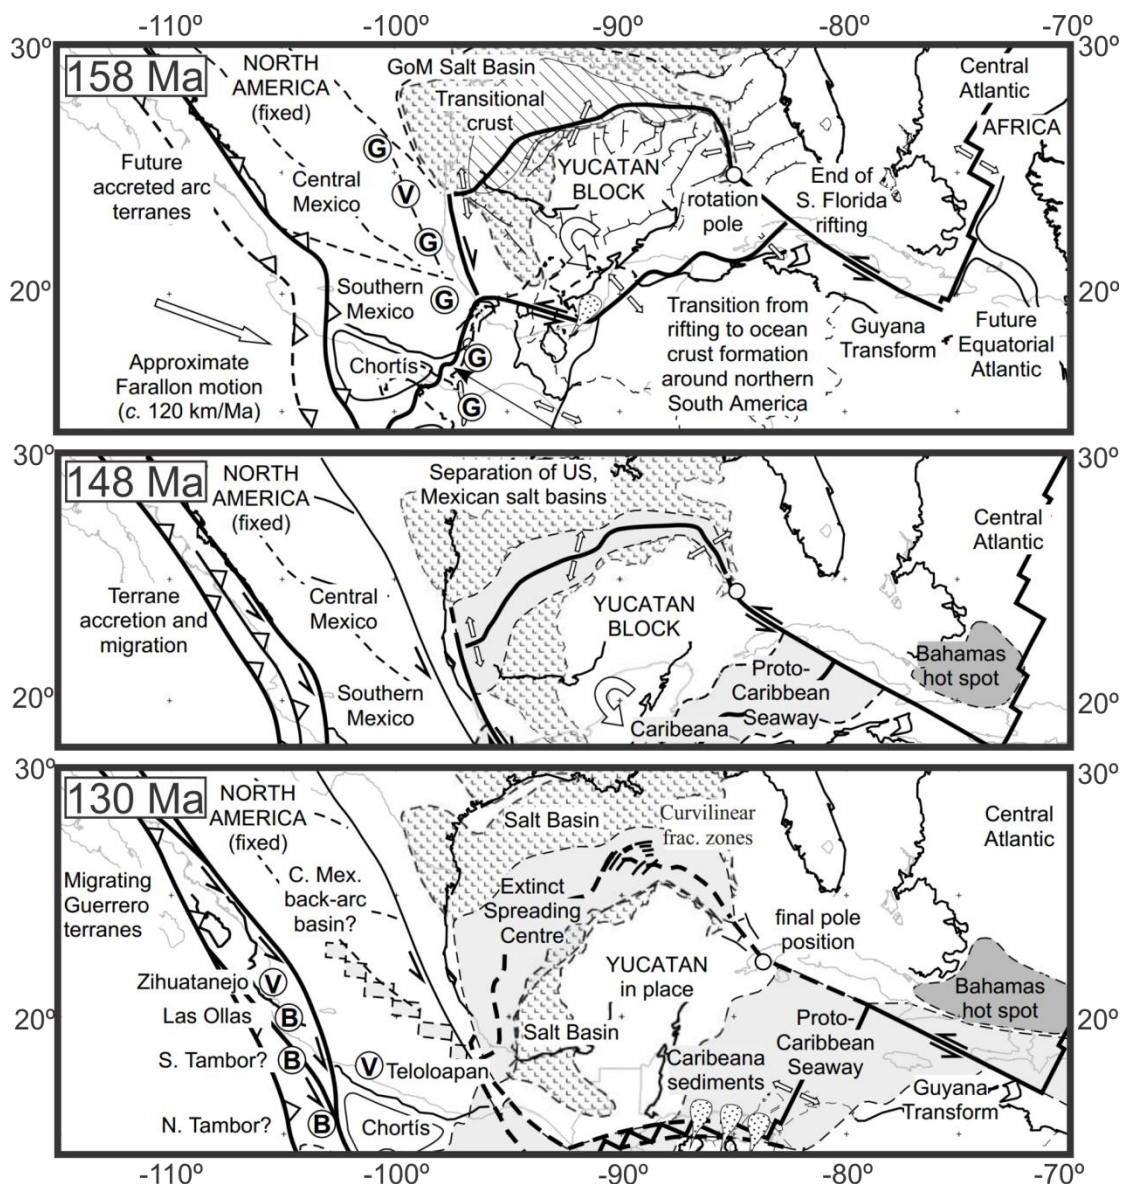 -110º -100º -90º -80º -70º
30º 30º
158 Ma
NORTH
AMERICA
(fixed)
GoM Salt Basin
Transitional
crust
Central
Atlantic
AFRICA
G
Future
accreted arc
terranes
Central
Mexico
V
YUCATAN
BLOCK
rotation
pole
End of
S. Florida
rifting
G
20º 20º
Southern
Mexico
G
Approximate
Farallon motion
(c. 120 km/Ma)
Chortís
G
G
Transition from
rifting to ocean
crust formation
around northern
South America
Guyana
Transform
Future
Equatorial
Atlantic
30º 30º
148 Ma
NORTH
AMERICA
(fixed)
Separation of US,
Mexican salt basins
Central
Atlantic
Terrane
accretion and
migration
Central
Mexico
YUCATAN
BLOCK
Southern
Mexico
Proto-
Caribbean
Seaway
Caribeana
Bahamas
hot spot
20º 20º
30º 30º
130 Ma
NORTH
AMERICA
(fixed)
Salt Basin
Curvilinear
frac. zones
Central
Atlantic
Migrating
Guerrero
terranes
C. Mex.
back-arc
basin?
Extinct
Spreading
Centre
final pole
position
Zihuatanejo V
Las Ollas B
S. Tambor? B
N. Tambor? B
V Teloloapan
Chortís
YUCATAN
in place
Salt Basin
Caribeana
sediments
Proto-
Caribbean
Seaway
Bahamas
hot spot
Guyana
Transform
20º 20º
-110º -100º -90º -80º -70º